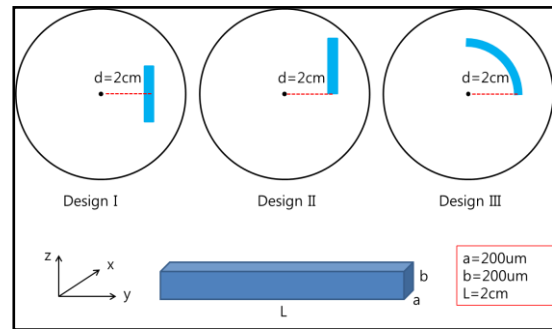 d=2cm d=2cm d=2cm
Design I Design II Design III
z
x
y
L
b
a
a=200um
b=200um
L=2cm